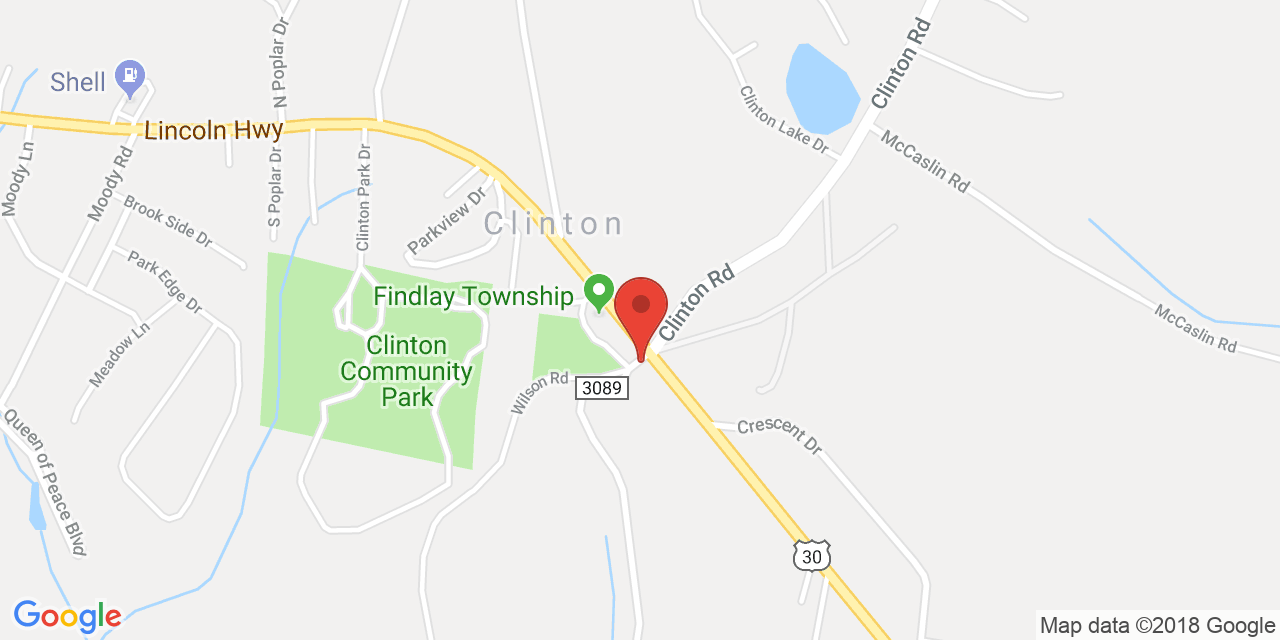 Clinton Rd
N Poplar Dr
Shell
Clinton Lake Dr
Lincoln Hwy
McCaslin Rd
Moody Ln
Moody Rd
S Poplar Dr
Clinton Park Dr
Brook Side Dr
Parkview Dr
Clinton
Park Edge Dr
Findlay Township
Clinton Rd
McCaslin Rd
Meadow Ln
Clinton
Community
Park
Wilson Rd
3089
Crescent Dr
Queen of Peace Blvd
30
Google
Map data ©2018 Google